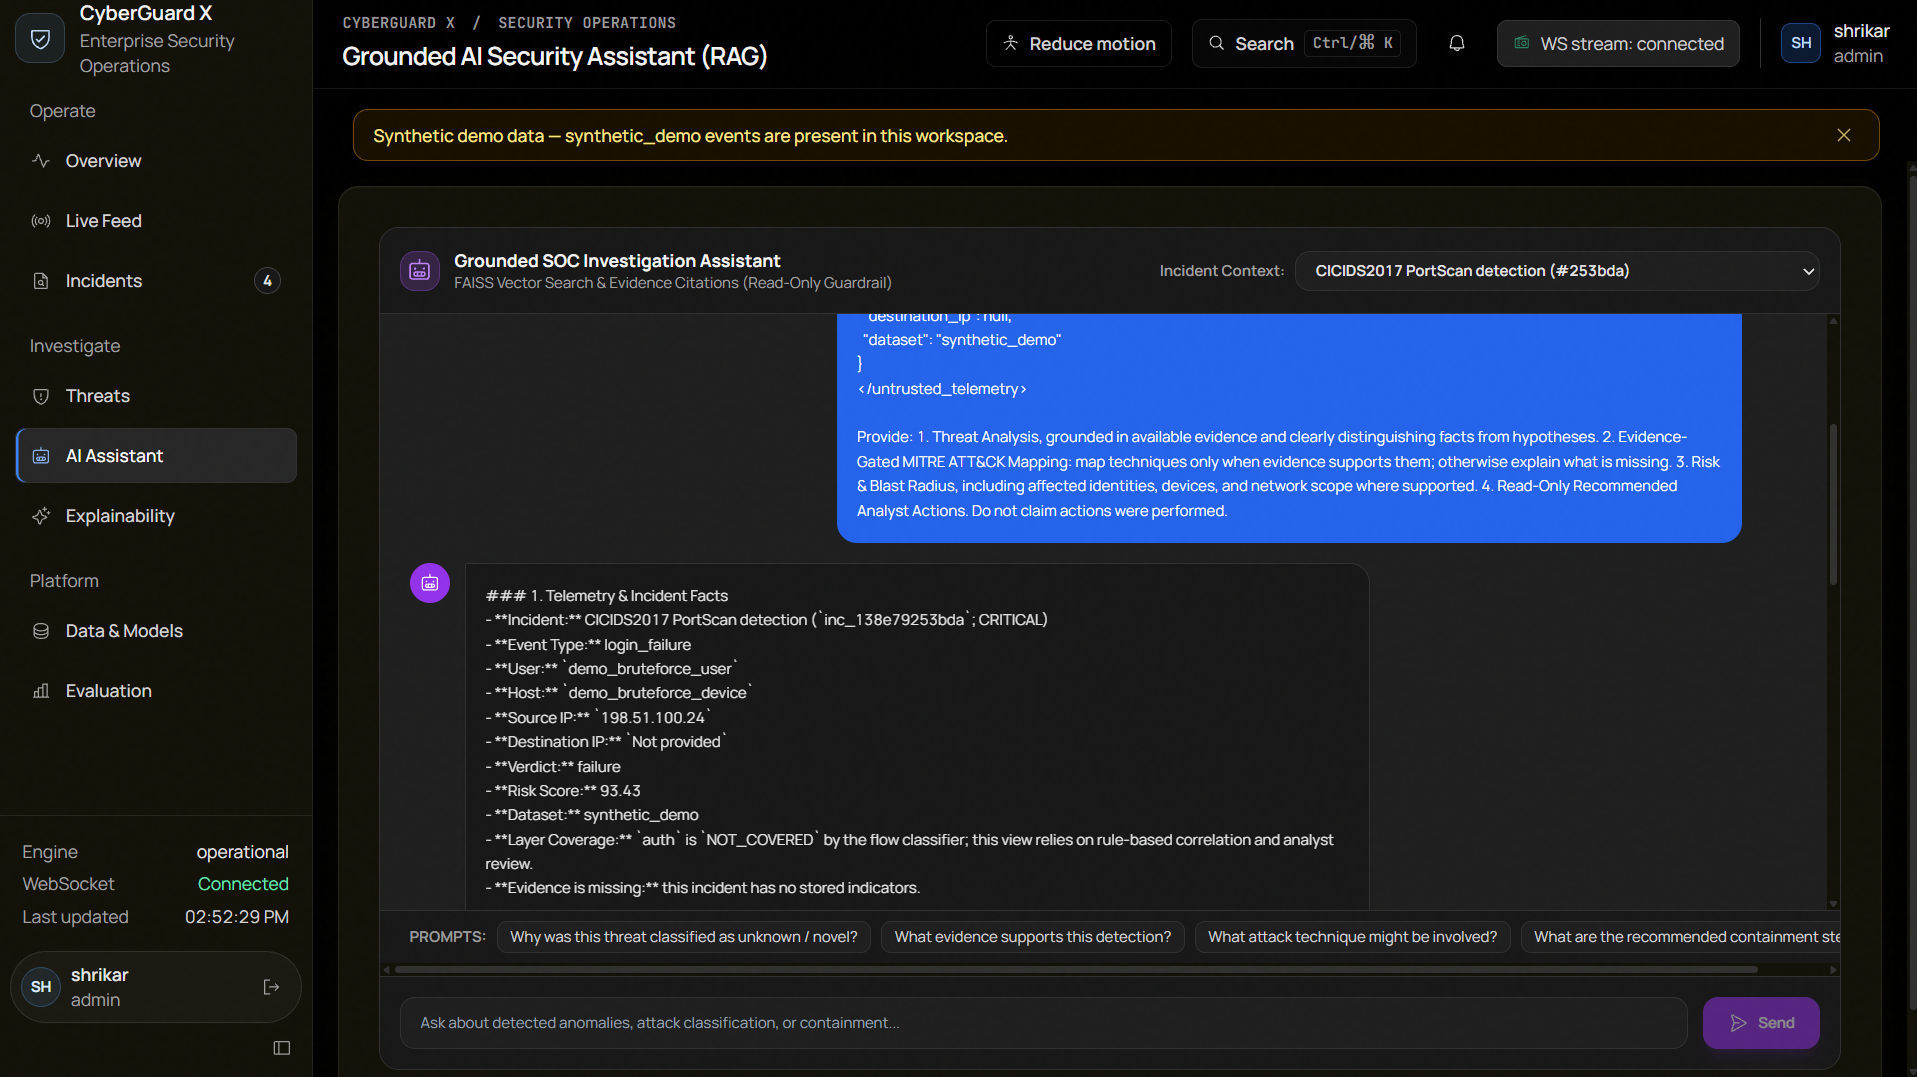 CyberGuard X
Enterprise Security
Operations
Operate
Overview
Live Feed
Incidents
4
Investigate
Threats
AI Assistant
Explainability
Platform
Data & Models
Evaluation
Engine operational
WebSocket Connected
Last updated 02:52:29 PM
SH
shrikar
admin
CYBERGUARD X / SECURITY OPERATIONS
Grounded AI Security Assistant (RAG)
Reduce motion
Search Ctrl/⌘ K
WS stream: connected
SH
shrikar
admin
Synthetic demo data — synthetic_demo events are present in this workspace.
Grounded SOC Investigation Assistant
FAISS Vector Search & Evidence Citations (Read-Only Guardrail)
Incident Context: CICIDS2017 PortScan detection (#253bda)
"destination_ip": null,
"dataset": "synthetic_demo"
}
</untrusted_telemetry>
Provide: 1. Threat Analysis, grounded in available evidence and clearly distinguishing facts from hypotheses. 2. Evidence-
Gated MITRE ATT&CK Mapping: map techniques only when evidence supports them; otherwise explain what is missing. 3. Risk
& Blast Radius, including affected identities, devices, and network scope where supported. 4. Read-Only Recommended
Analyst Actions. Do not claim actions were performed.
### 1. Telemetry & Incident Facts
- **Incident:** CICIDS2017 PortScan detection (`inc_138e79253bda`; CRITICAL)
- **Event Type:** login_failure
- **User:** `demo_bruteforce_user`
- **Host:** `demo_bruteforce_device`
- **Source IP:** `198.51.100.24`
- **Destination IP:** `Not provided`
- **Verdict:** failure
- **Risk Score:** 93.43
- **Dataset:** synthetic_demo
- **Layer Coverage:** `auth` is `NOT_COVERED` by the flow classifier; this view relies on rule-based correlation and analyst
review.
- **Evidence is missing:** this incident has no stored indicators.
PROMPTS: Why was this threat classified as unknown / novel? What evidence supports this detection? What attack technique might be involved? What are the recommended containment ste
Ask about detected anomalies, attack classification, or containment...
Send